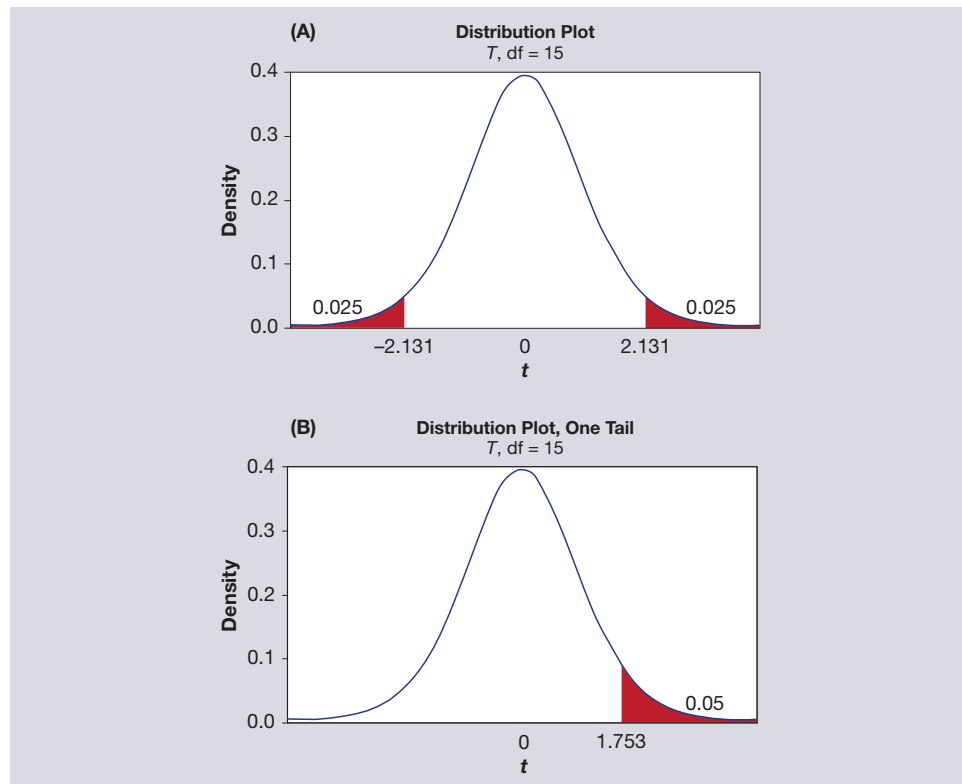 (A)
Distribution Plot
T, df = 15
0.4
0.3
0.2
0.1
0.0
Density
0.025
0.025
–2.131
0
2.131
t
(B)
Distribution Plot, One Tail
T, df = 15
0.4
0.3
0.2
0.1
0.0
Density
0.05
0
1.753
t